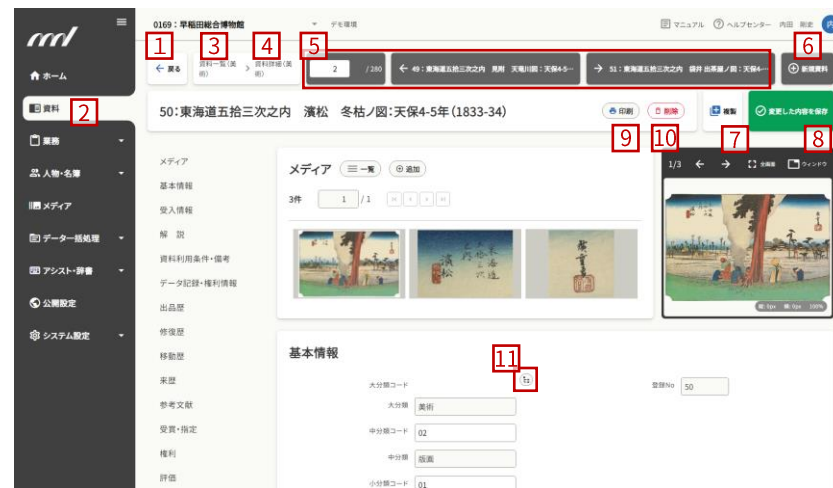 0169：早稲田総合博物館
デモ環境
マニュアル
ヘルプセンター
内田 剛史
内
1
2
3
4
5
6
← 戻る
資料一覧（美術）
>
資料詳細（美術）
2
/ 280
← 49：東海道五拾三次之内 見附 天竜川図：天保4-5…
→ 51：東海道五拾三次之内 袋井 出茶屋ノ図：天保4-…
新規資料
ホーム
資料
業務
人物・名簿
メディア
データ一括処理
アシスト・辞書
公開設定
システム設定
50：東海道五拾三次之内 濱松 冬枯ノ図：天保4-5年（1833-34）
印刷
削除
複製
変更した内容を保存
9
10
7
8
メディア
基本情報
受入情報
解 説
資料利用条件・備考
データ記録・権利情報
出品歴
修復歴
移動歴
来歴
参考文献
受賞・指定
権利
評価
メディア
一覧
追加
3件
1
/ 1
1/3
←
→
全画面
ウィンドウ
縦: 0px
横: 0px
100%
基本情報
11
大分類コード
登録No
50
大分類
美術
中分類コード
02
中分類
版画
小分類コード
01